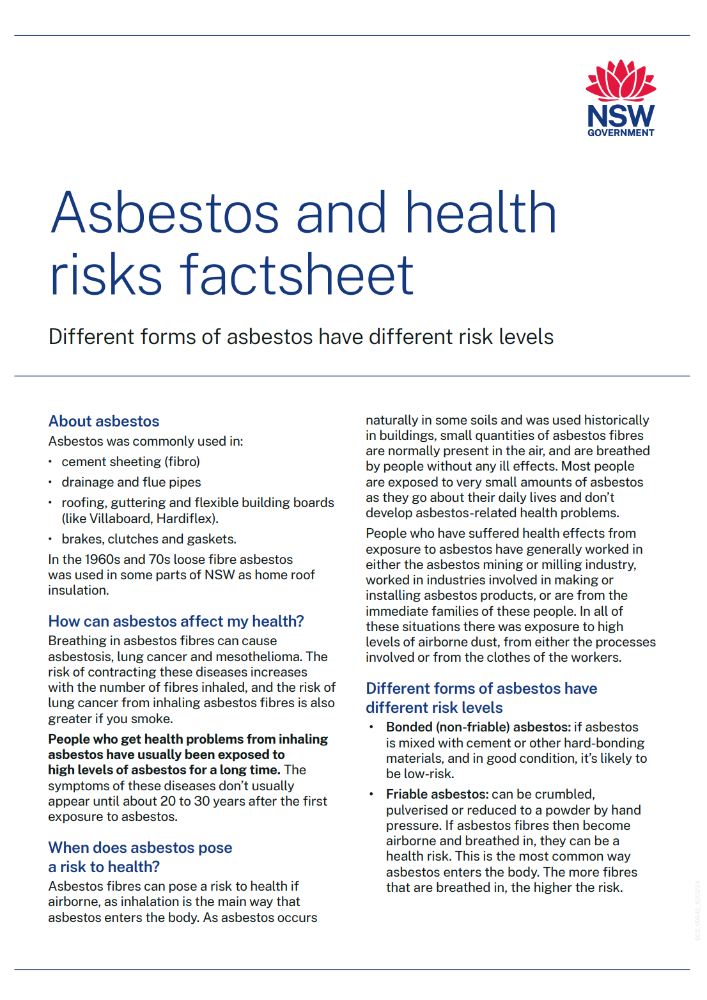 NSW
GOVERNMENT
Asbestos and health
risks factsheet
Different forms of asbestos have different risk levels
About asbestos
Asbestos was commonly used in:
• cement sheeting (fibro)
• drainage and flue pipes
• roofing, guttering and flexible building boards
(like Villaboard, Hardiflex).
• brakes, clutches and gaskets.
In the 1960s and 70s loose fibre asbestos
was used in some parts of NSW as home roof
insulation.
How can asbestos affect my health?
Breathing in asbestos fibres can cause
asbestosis, lung cancer and mesothelioma. The
risk of contracting these diseases increases
with the number of fibres inhaled, and the risk of
lung cancer from inhaling asbestos fibres is also
greater if you smoke.
People who get health problems from inhaling
asbestos have usually been exposed to
high levels of asbestos for a long time. The
symptoms of these diseases don’t usually
appear until about 20 to 30 years after the first
exposure to asbestos.
When does asbestos pose
a risk to health?
Asbestos fibres can pose a risk to health if
airborne, as inhalation is the main way that
asbestos enters the body. As asbestos occurs
naturally in some soils and was used historically
in buildings, small quantities of asbestos fibres
are normally present in the air, and are breathed
by people without any ill effects. Most people
are exposed to very small amounts of asbestos
as they go about their daily lives and don’t
develop asbestos-related health problems.
People who have suffered health effects from
exposure to asbestos have generally worked in
either the asbestos mining or milling industry,
worked in industries involved in making or
installing asbestos products, or are from the
immediate families of these people. In all of
these situations there was exposure to high
levels of airborne dust, from either the processes
involved or from the clothes of the workers.
Different forms of asbestos have
different risk levels
• Bonded (non-friable) asbestos: if asbestos
is mixed with cement or other hard-bonding
materials, and in good condition, it’s likely to
be low-risk.
• Friable asbestos: can be crumbled,
pulverised or reduced to a powder by hand
pressure. If asbestos fibres then become
airborne and breathed in, they can be a
health risk. This is the most common way
asbestos enters the body. The more fibres
that are breathed in, the higher the risk.
DCS_00843_16/02/24